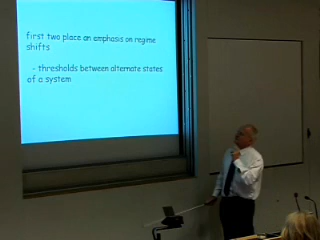 first two place an emphasis on regime
shifts
- thresholds between alternate states
of a system